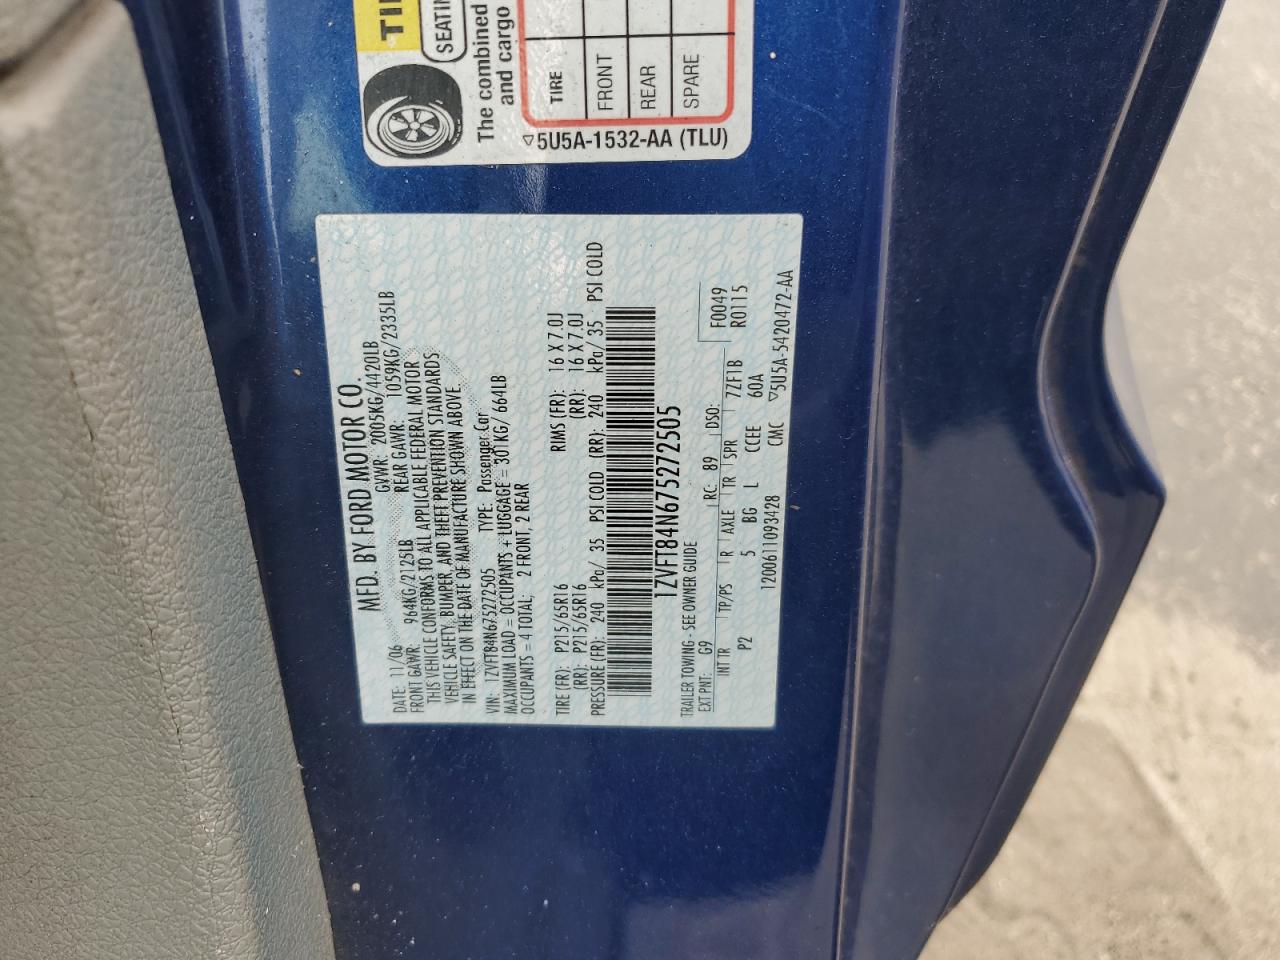 MFD. BY FORD MOTOR CO.
DATE: 11/06 GVWR: 2005KG/4420LB
FRONT GAWR: 964KG/2125LB REAR GAWR: 1059KG/2335LB
THIS VEHICLE CONFORMS TO ALL APPLICABLE FEDERAL MOTOR
VEHICLE SAFETY, BUMPER, AND THEFT PREVENTION STANDARDS
IN EFFECT ON THE DATE OF MANUFACTURE SHOWN ABOVE.
VIN: 1ZVFT84N675272505 TYPE: Passenger Car
MAXIMUM LOAD = OCCUPANTS + LUGGAGE = 301KG/ 664LB
OCCUPANTS = 4 TOTAL; 2 FRONT, 2 REAR
TIRE (FR): P215/65R16 RIMS (FR): 16 X 7.0J
(RR): P215/65R16 (RR): 16 X 7.0J
PRESSURE (FR): 240 kPa/ 35 PSI COLD (RR): 240 kPa/ 35 PSI COLD
1ZVFT84N675272505
TRAILER TOWING - SEE OWNER GUIDE
F0049
EXT PNT: G9 RC: 89 DSO: R0115
INT TR TP/PS R AXLE TR SPR 7ZF1B
P2 5 BG L CCEE 60A
1200611093428 CMC ▽5U5A-5420472-AA
TI
SEATIN
The combined
and cargo
TIRE
FRONT
REAR
SPARE
▽5U5A-1532-AA (TLU)